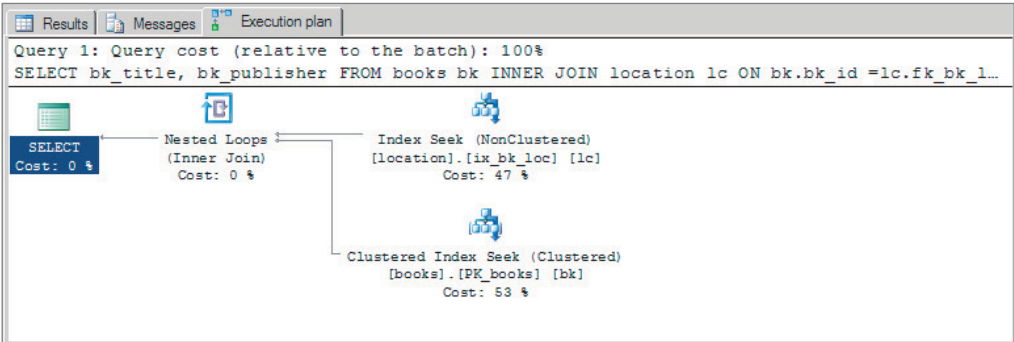 Results Messages Execution plan
Query 1: Query cost (relative to the batch): 100%
SELECT bk_title, bk_publisher FROM books bk INNER JOIN location lc ON bk.bk_id =lc.fk_bk_l…
SELECT
Cost: 0 %
Nested Loops
(Inner Join)
Cost: 0 %
Index Seek (NonClustered)
[location].[ix_bk_loc] [lc]
Cost: 47 %
Clustered Index Seek (Clustered)
[books].[PK_books] [bk]
Cost: 53 %